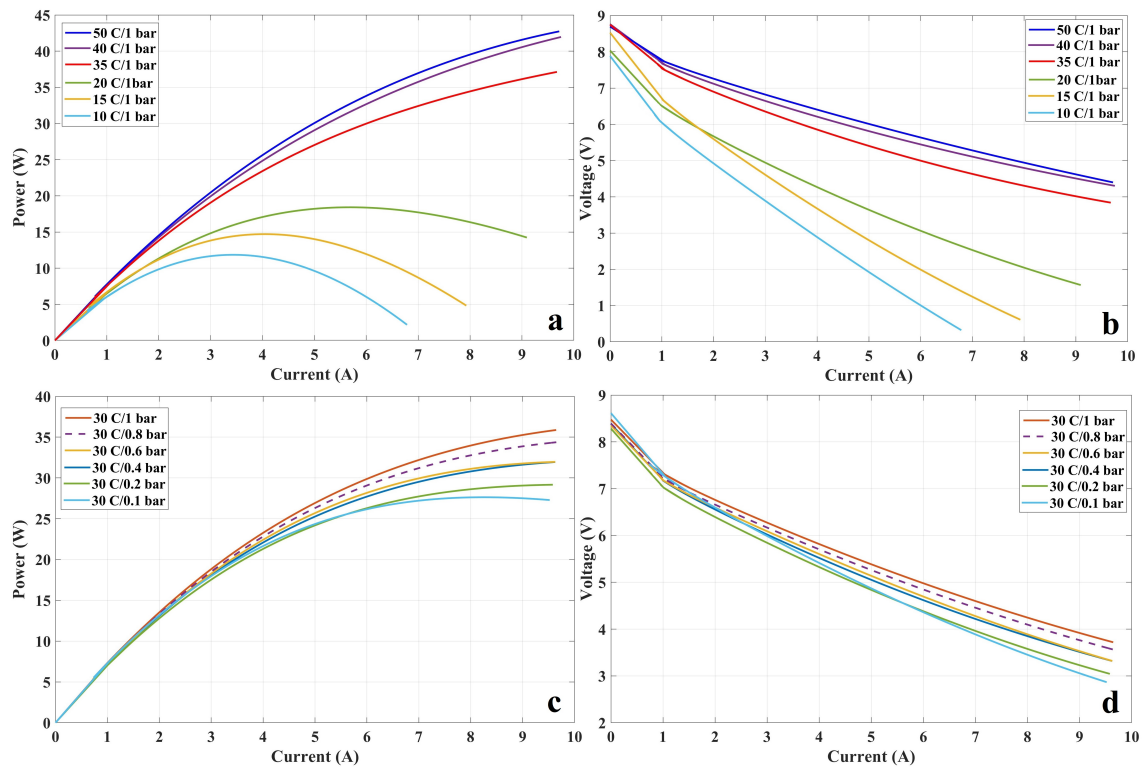 45
40
35
30
25
20
15
10
5
0
Power (W)
50 C/1 bar
40 C/1 bar
35 C/1 bar
20 C/1bar
15 C/1 bar
10 C/1 bar
a
0 1 2 3 4 5 6 7 8 9 10
Current (A)
9
8
7
6
5
4
3
2
1
0
Voltage (V)
50 C/1 bar
40 C/1 bar
35 C/1 bar
20 C/1bar
15 C/1 bar
10 C/1 bar
b
0 1 2 3 4 5 6 7 8 9 10
Current (A)
40
35
30
25
20
15
10
5
0
Power (W)
30 C/1 bar
30 C/0.8 bar
30 C/0.6 bar
30 C/0.4 bar
30 C/0.2 bar
30 C/0.1 bar
c
0 1 2 3 4 5 6 7 8 9 10
Current (A)
9
8
7
6
5
4
3
2
Voltage (V)
30 C/1 bar
30 C/0.8 bar
30 C/0.6 bar
30 C/0.4 bar
30 C/0.2 bar
30 C/0.1 bar
d
0 1 2 3 4 5 6 7 8 9 10
Current (A)